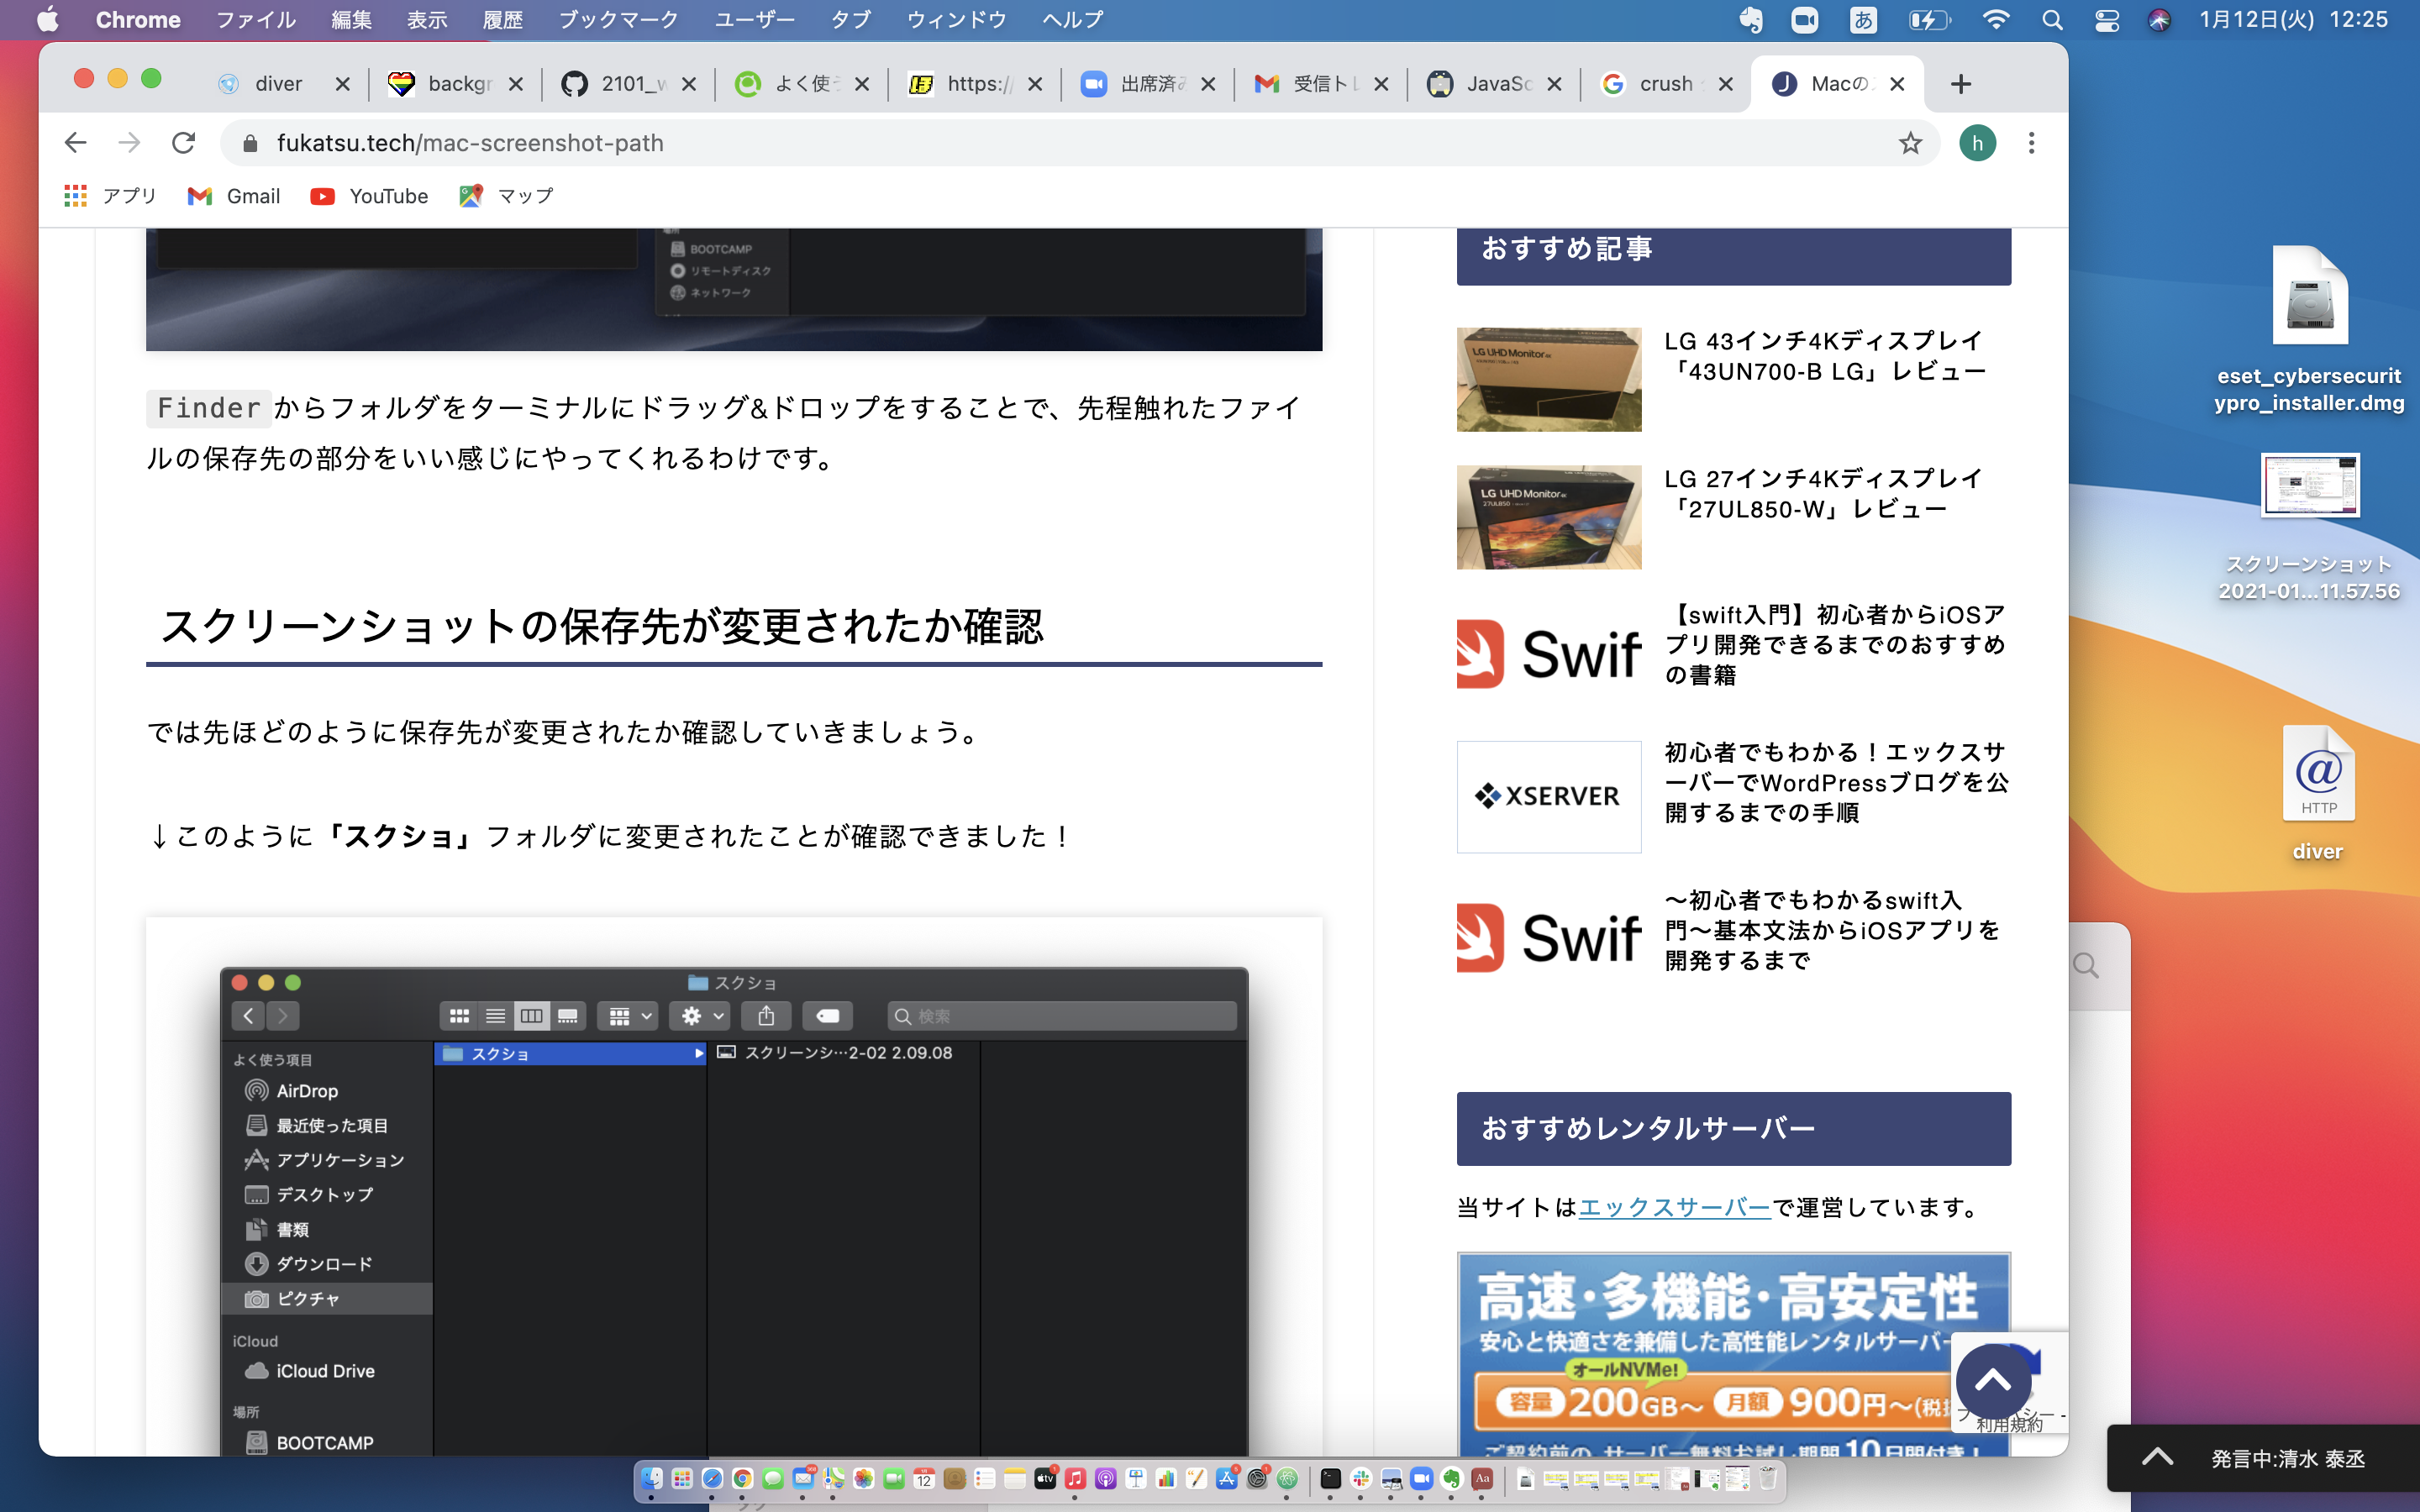 Chrome ファイル 編集 表示 履歴 ブックマーク ユーザー タブ ウィンドウ ヘルプ
あ 1月12日(火) 12:25
diver backgr 2101_w よく使 https:// 出席済 受信ト JavaSc crush Macの
fukatsu.tech/mac-screenshot-path
h
アプリ Gmail YouTube マップ
BOOTCAMP
リモートディスク
ネットワーク
Finderからフォルダをターミナルにドラッグ&ドロップをすることで、先程触れたファイ
ルの保存先の部分をいい感じにやってくれるわけです。
スクリーンショットの保存先が変更されたか確認
では先ほどのように保存先が変更されたか確認していきましょう。
↓このように「スクショ」フォルダに変更されたことが確認できました！
スクショ
検索
よく使う項目
AirDrop
最近使った項目
アプリケーション
デスクトップ
書類
ダウンロード
ピクチャ
iCloud
iCloud Drive
場所
BOOTCAMP
スクショ
スクリーンシ…2-02 2.09.08
おすすめ記事
LG UHD Monitor 4K
LG 43インチ4Kディスプレイ
「43UN700-B LG」レビュー
LG UHD Monitor 4K
27UL850
LG 27インチ4Kディスプレイ
「27UL850-W」レビュー
Swif
【swift入門】初心者からiOSア
プリ開発できるまでのおすすめ
の書籍
XSERVER
初心者でもわかる！エックスサ
ーバーでWordPressブログを公
開するまでの手順
Swif
〜初心者でもわかるswift入
門〜基本文法からiOSアプリを
開発するまで
おすすめレンタルサーバー
当サイトはエックスサーバーで運営しています。
高速・多機能・高安定性
安心と快適さを兼備した高性能レンタルサーバー
オールNVMe!
容量 200GB〜 月額 900円〜(税抜
ご契約前の サーバー無料お試し期間10日間付き！
利用規約
eset_cybersecurit
ypro_installer.dmg
スクリーンショット
2021-01...11.57.56
HTTP
diver
発言中:清水 泰丞
12
tv
Aa